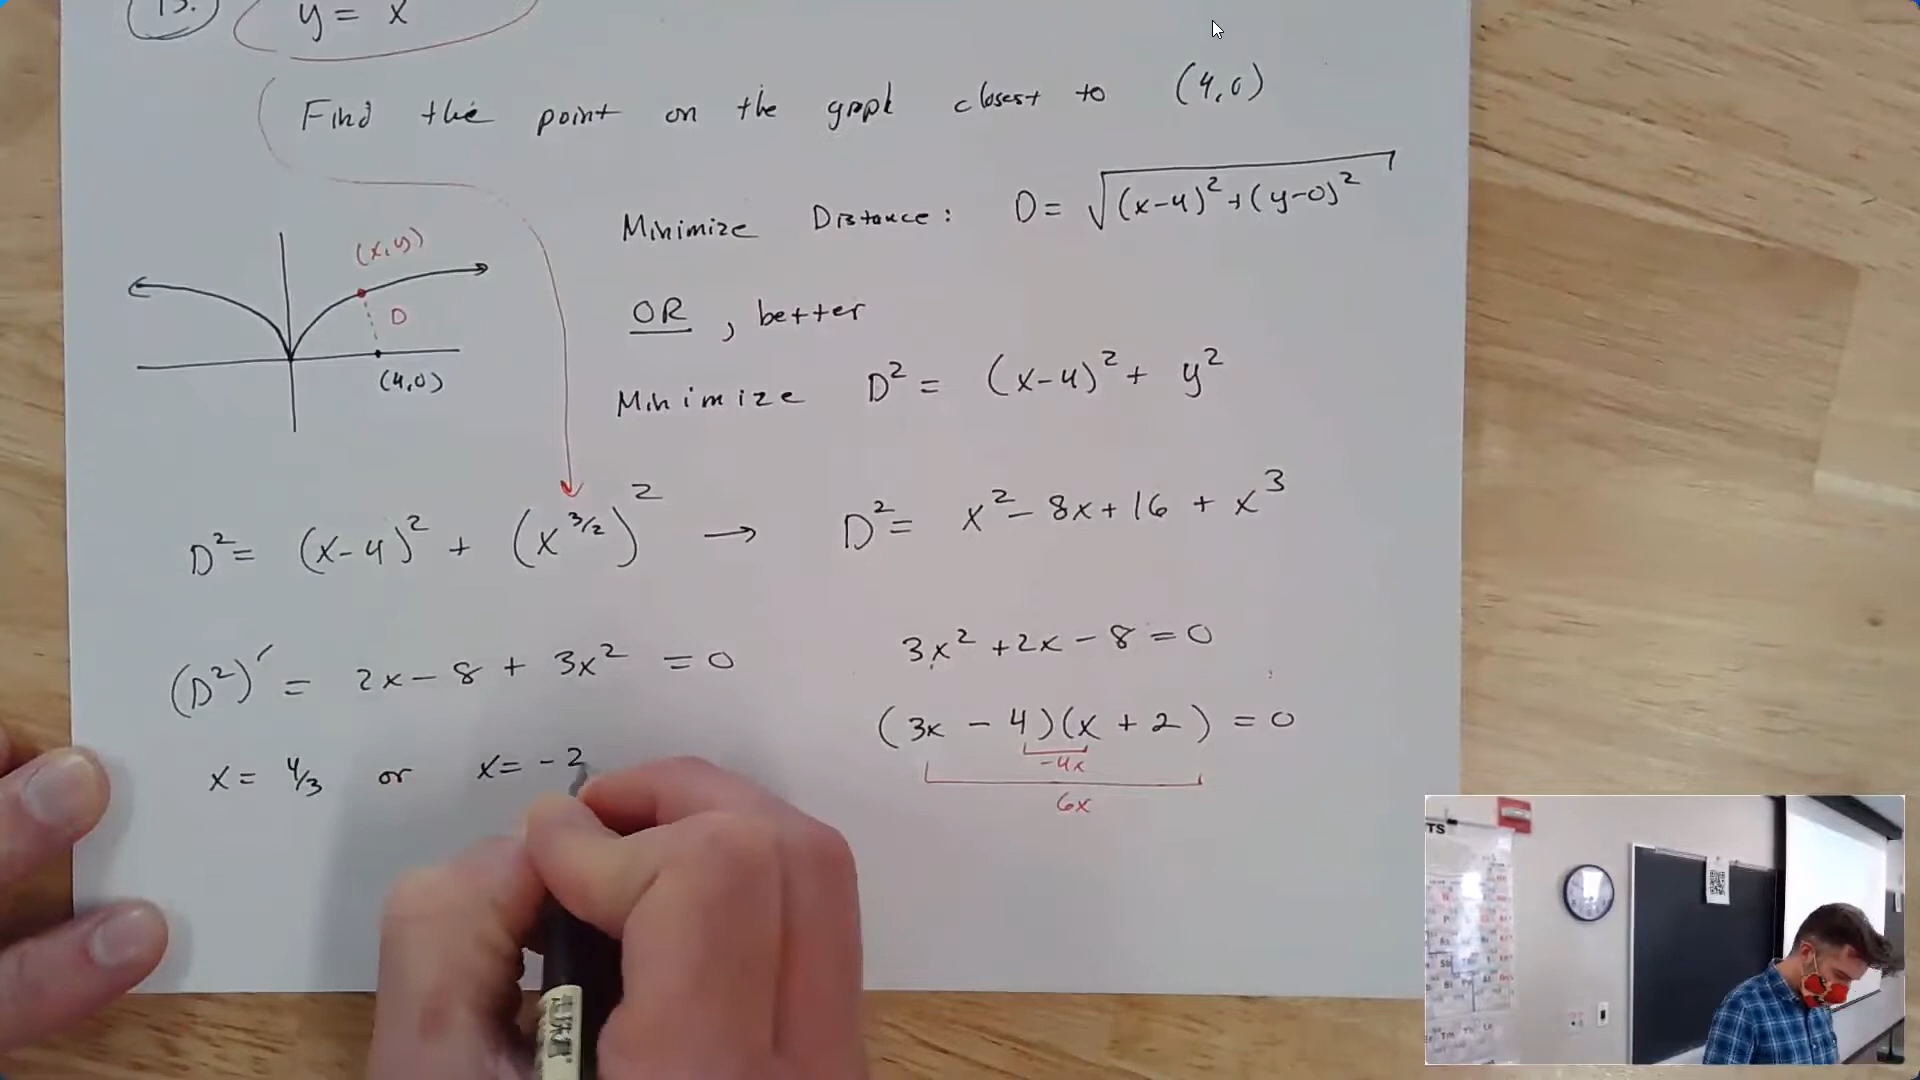 13.
y = x
Find the point on the graph closest to (4,0)
Minimize Distance: D = √(x-4)² + (y-0)²
(x,y)
D
(4,0)
OR, better
Minimize D² = (x-4)² + y²
D² = (x-4)² + (x^3/2)² → D² = x² - 8x + 16 + x³
(D²)' = 2x - 8 + 3x² = 0
3x² + 2x - 8 = 0
(3x - 4)(x + 2) = 0
-4x
6x
x = 4/3 or x = -2
TS